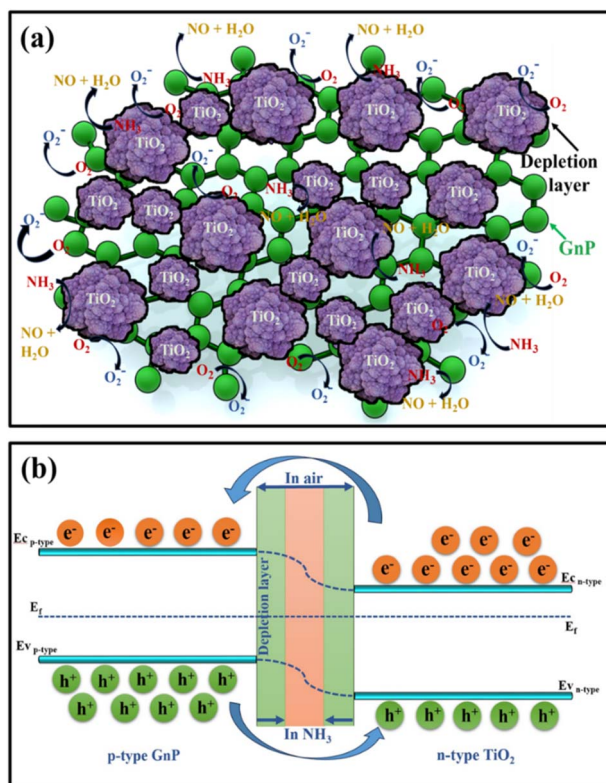 (a)
NO + H₂O
O₂⁻
NO + H₂O
NO + H₂O
O₂⁻
NH₃
O₂
NH₃
O₂⁻
O₂⁻
NO + H₂O
O₂⁻
O₂
TiO₂
TiO₂
TiO₂
TiO₂
O₂
TiO₂
O₂
NH₃
TiO₂
O₂⁻
Depletion
layer
O₂
O₂⁻
O₂
NH₃
TiO₂
TiO₂
TiO₂
TiO₂
TiO₂
O₂⁻
NO + H₂O
TiO₂
TiO₂
NO + H₂O
GnP
O₂
O₂⁻
NH₃
TiO₂
TiO₂
NH₃
TiO₂
O₂
NO + H₂O
TiO₂
TiO₂
TiO₂
NO +
H₂O
O₂
O₂
NH₃
O₂⁻
TiO₂
O₂
TiO₂
O₂⁻
O₂
O₂⁻
NH₃
O₂⁻
O₂⁻
NO + H₂O
(b)
In air
e⁻ e⁻ e⁻ e⁻ e⁻
e⁻ e⁻ e⁻
Ec p-type
e⁻ e⁻ e⁻ e⁻ e⁻
Ec n-type
Depletion layer
Ef
Ef
Ev p-type
h⁺ h⁺ h⁺ h⁺ h⁺
Ev n-type
h⁺ h⁺ h⁺ h⁺
h⁺ h⁺ h⁺ h⁺ h⁺
In NH₃
p-type GnP
n-type TiO₂